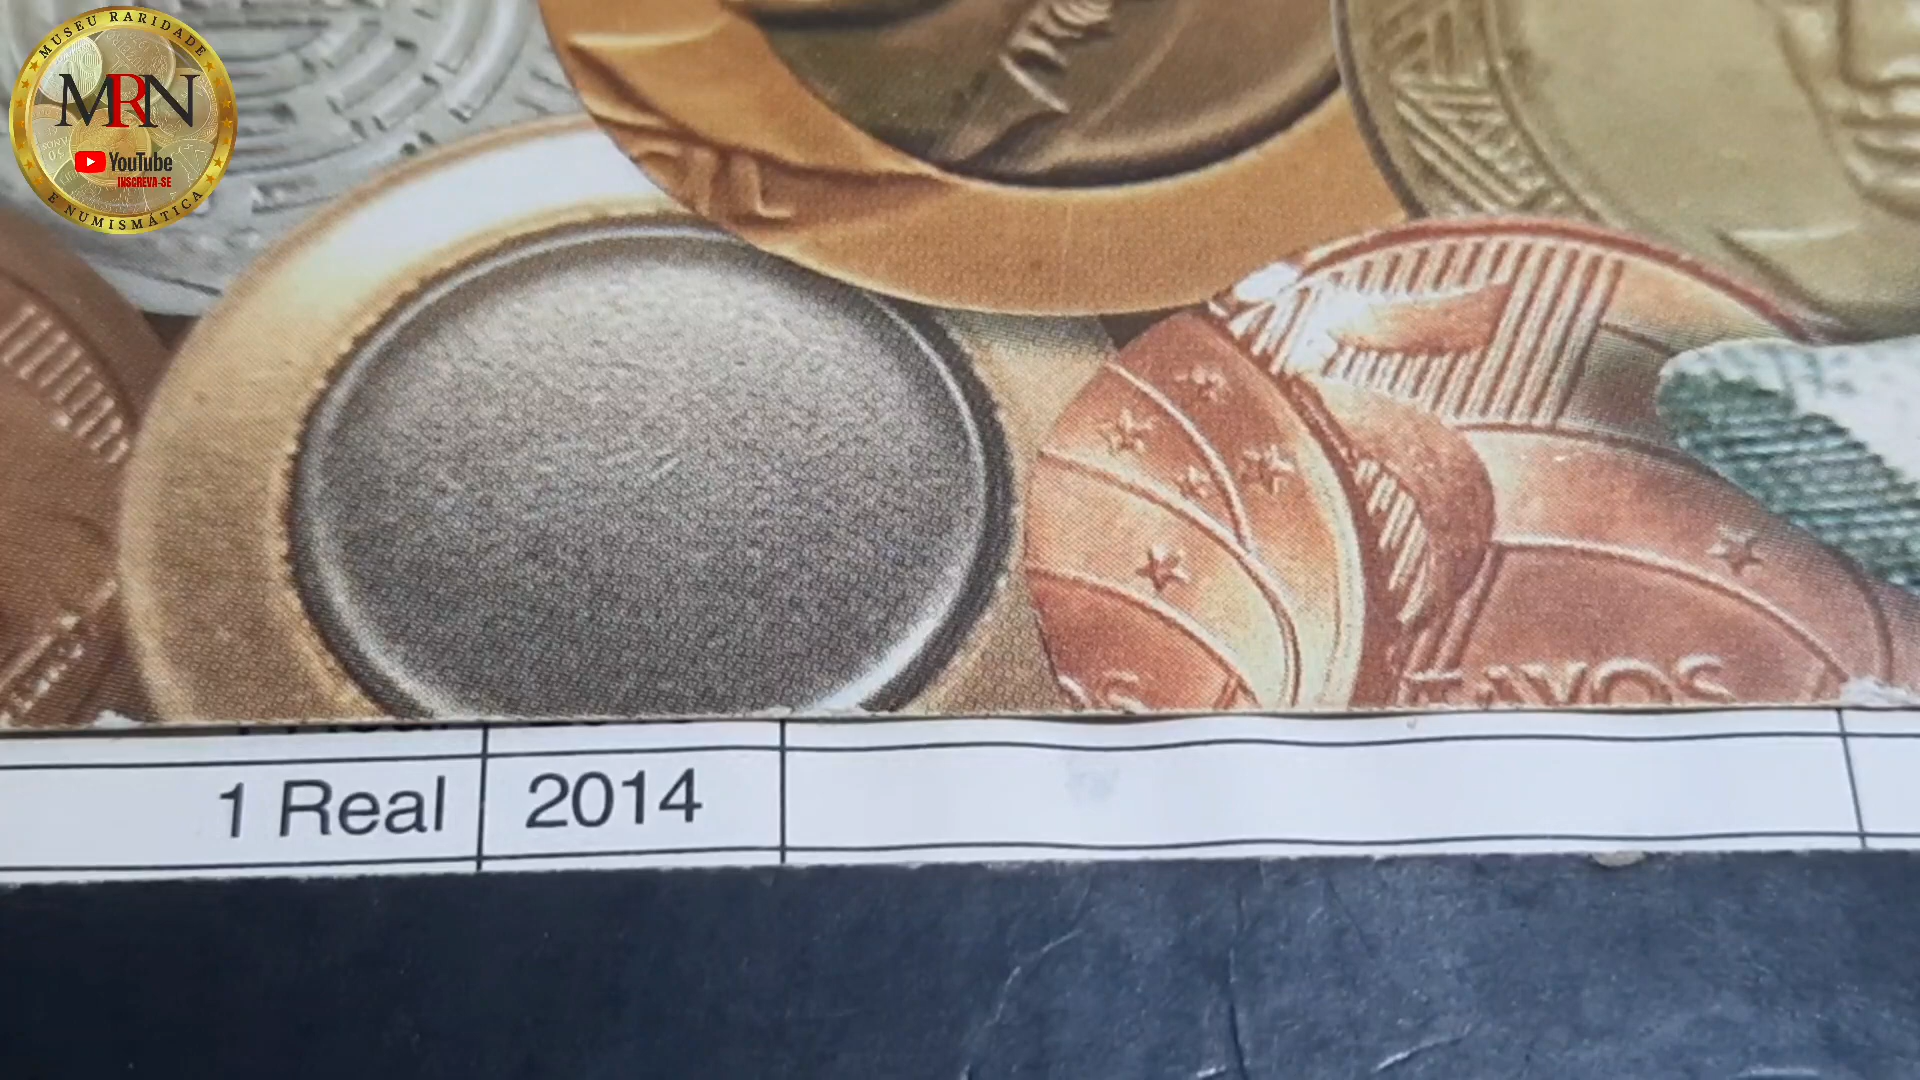 MUSEU RARIDADE
MRN
YouTube
INSCREVA-SE
E NUMISMÁTICA
1 Real
2014